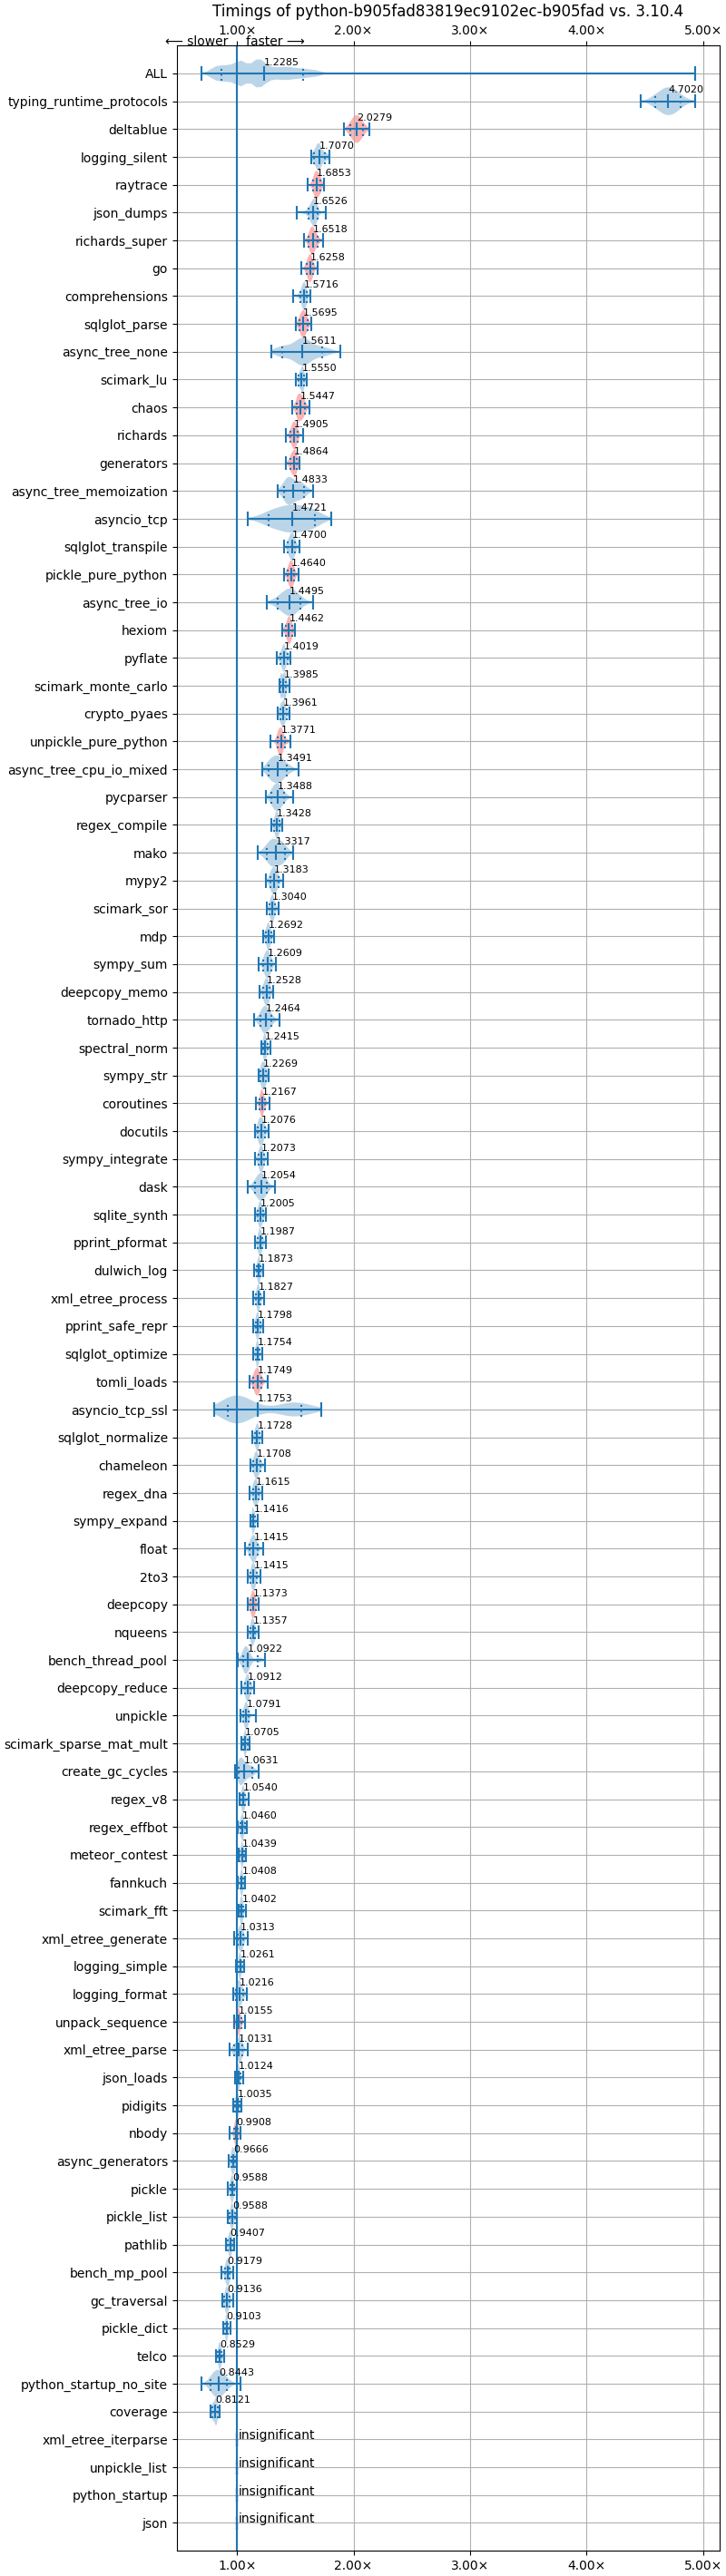 Timings of python-b905fad83819ec9102ec-b905fad vs. 3.10.4
1.00× 2.00× 3.00× 4.00× 5.00×
⟵ slower faster ⟶
ALL 1.2285
typing_runtime_protocols 4.7020
deltablue 2.0279
logging_silent 1.7070
raytrace 1.6853
json_dumps 1.6526
richards_super 1.6518
go 1.6258
comprehensions 1.5716
sqlglot_parse 1.5695
async_tree_none 1.5611
scimark_lu 1.5550
chaos 1.5447
richards 1.4905
generators 1.4864
async_tree_memoization 1.4833
asyncio_tcp 1.4721
sqlglot_transpile 1.4700
pickle_pure_python 1.4640
async_tree_io 1.4495
hexiom 1.4462
pyflate 1.4019
scimark_monte_carlo 1.3985
crypto_pyaes 1.3961
unpickle_pure_python 1.3771
async_tree_cpu_io_mixed 1.3491
pycparser 1.3488
regex_compile 1.3428
mako 1.3317
mypy2 1.3183
scimark_sor 1.3040
mdp 1.2692
sympy_sum 1.2609
deepcopy_memo 1.2528
tornado_http 1.2464
spectral_norm 1.2415
sympy_str 1.2269
coroutines 1.2167
docutils 1.2076
sympy_integrate 1.2073
dask 1.2054
sqlite_synth 1.2005
pprint_pformat 1.1987
dulwich_log 1.1873
xml_etree_process 1.1827
pprint_safe_repr 1.1798
sqlglot_optimize 1.1754
tomli_loads 1.1749
asyncio_tcp_ssl 1.1753
sqlglot_normalize 1.1728
chameleon 1.1708
regex_dna 1.1615
sympy_expand 1.1416
float 1.1415
2to3 1.1415
deepcopy 1.1373
nqueens 1.1357
bench_thread_pool 1.0922
deepcopy_reduce 1.0912
unpickle 1.0791
scimark_sparse_mat_mult 1.0705
create_gc_cycles 1.0631
regex_v8 1.0540
regex_effbot 1.0460
meteor_contest 1.0439
fannkuch 1.0408
scimark_fft 1.0402
xml_etree_generate 1.0313
logging_simple 1.0261
logging_format 1.0216
unpack_sequence 1.0155
xml_etree_parse 1.0131
json_loads 1.0124
pidigits 1.0035
nbody 0.9908
async_generators 0.9666
pickle 0.9588
pickle_list 0.9588
pathlib 0.9407
bench_mp_pool 0.9179
gc_traversal 0.9136
pickle_dict 0.9103
telco 0.8529
python_startup_no_site 0.8443
coverage 0.8121
xml_etree_iterparse insignificant
unpickle_list insignificant
python_startup insignificant
json insignificant
1.00× 2.00× 3.00× 4.00× 5.00×